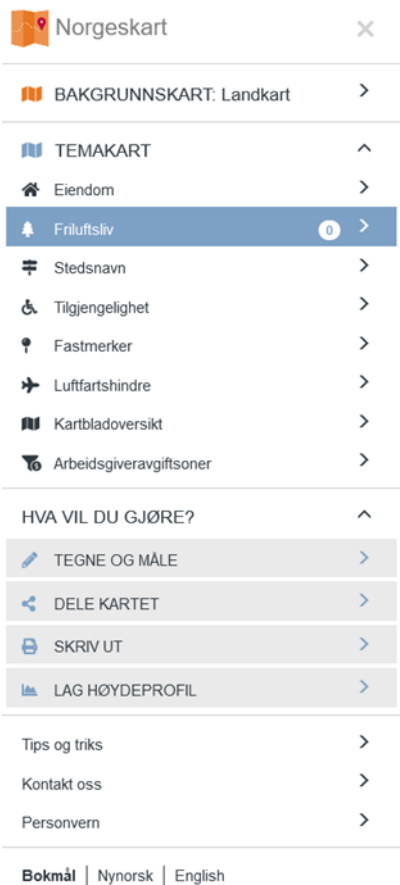 Norgeskart
BAKGRUNNSKART: Landkart
TEMAKART
Eiendom
Friluftsliv 0
Stedsnavn
Tilgjengelighet
Fastmerker
Luftfartshindre
Kartbladoversikt
Arbeidsgiveravgiftsoner
HVA VIL DU GJØRE?
TEGNE OG MÅLE
DELE KARTET
SKRIV UT
LAG HØYDEPROFIL
Tips og triks
Kontakt oss
Personvern
Bokmål | Nynorsk | English